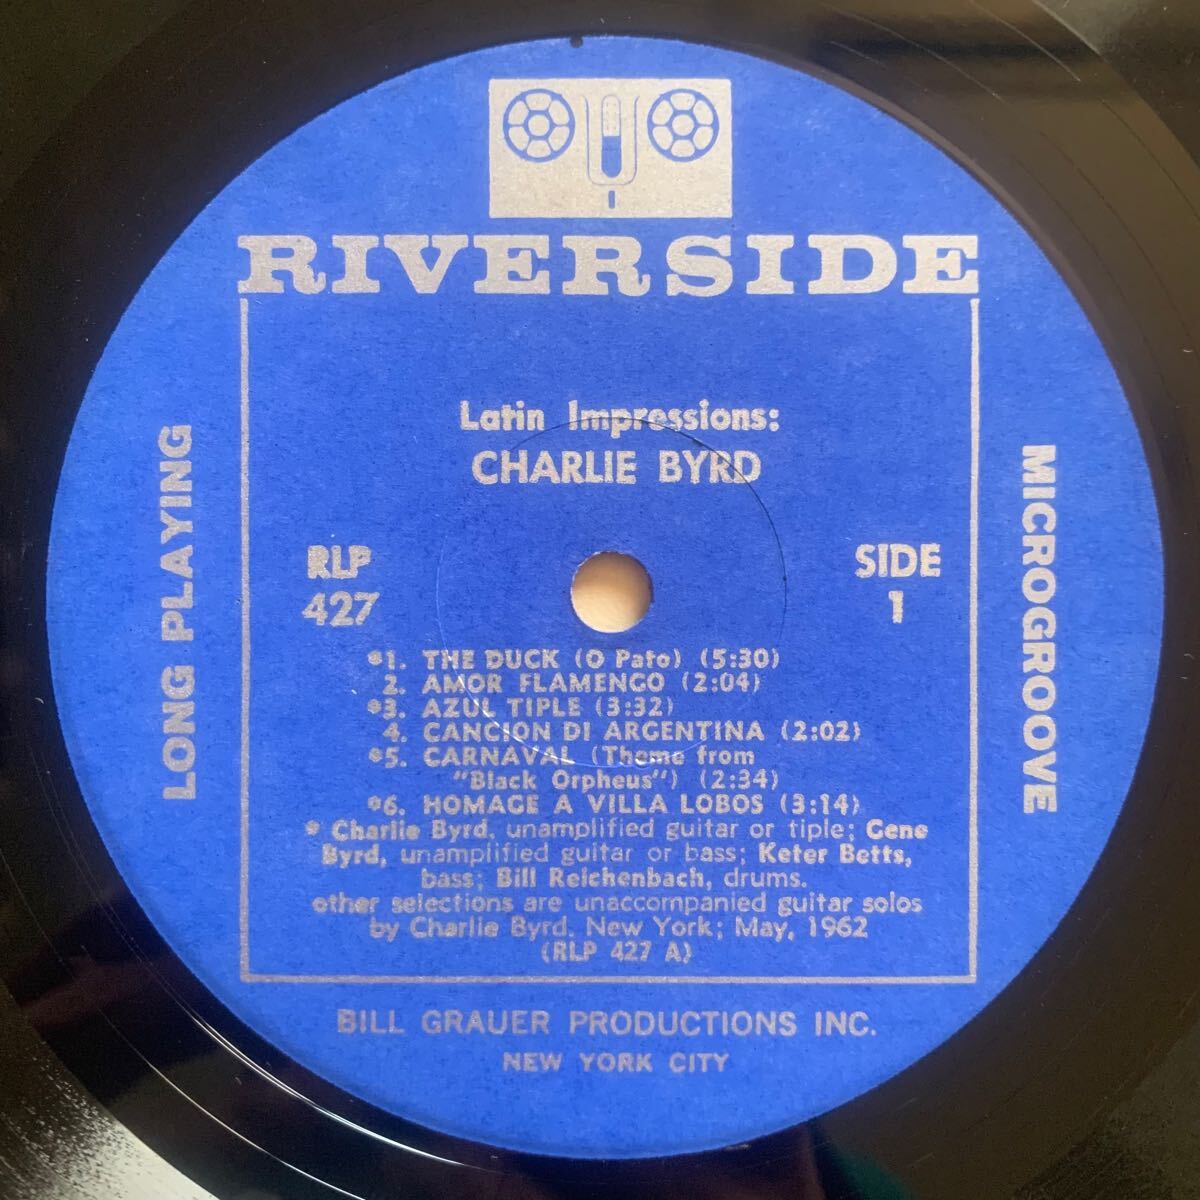 RIVERSIDE
Latin Impressions:
CHARLIE BYRD
RLP
427
SIDE
1
LONG PLAYING
MICROGROOVE
*1. THE DUCK (O Pato) (5:30)
2. AMOR FLAMENGO (2:04)
*3. AZUL TIPLE (3:32)
4. CANCION DI ARGENTINA (2:02)
*5. CARNAVAL (Theme from
"Black Orpheus") (2:34)
*6. HOMAGE A VILLA LOBOS (3:14)
* Charlie Byrd, unamplified guitar or tiple; Gene
Byrd, unamplified guitar or bass; Keter Betts,
bass; Bill Reichenbach, drums.
other selections are unaccompanied guitar solos
by Charlie Byrd. New York; May, 1962
(RLP 427 A)
BILL GRAUER PRODUCTIONS INC.
NEW YORK CITY